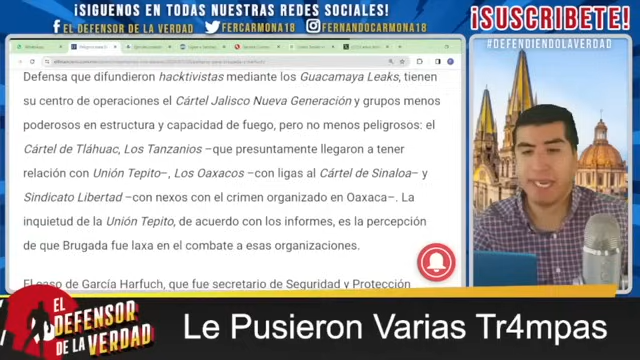 ¡SIGUENOS EN TODAS NUESTRAS REDES SOCIALES!
EL DEFENSOR DE LA VERDAD
FERCARMONA18
FERNANDOCARMONA18
¡SUSCRIBETE!
#DEFENDIENDOLAVERDAD
Defensa que difundieron hacktivistas mediante los Guacamaya Leaks, tienen
su centro de operaciones el Cártel Jalisco Nueva Generación y grupos menos
poderosos en estructura y capacidad de fuego, pero no menos peligrosos: el
Cártel de Tláhuac, Los Tanzanios –que presuntamente llegaron a tener
relación con Unión Tepito–, Los Oaxacos –con ligas al Cártel de Sinaloa– y
Sindicato Libertad –con nexos con el crimen organizado en Oaxaca–. La
inquietud de la Unión Tepito, de acuerdo con los informes, es la percepción
de que Brugada fue laxa en el combate a esas organizaciones.
El caso de García Harfuch, que fue secretario de Seguridad y Protección
EL
DEFENSOR
DE LA VERDAD
Le Pusieron Varias Tr4mpas